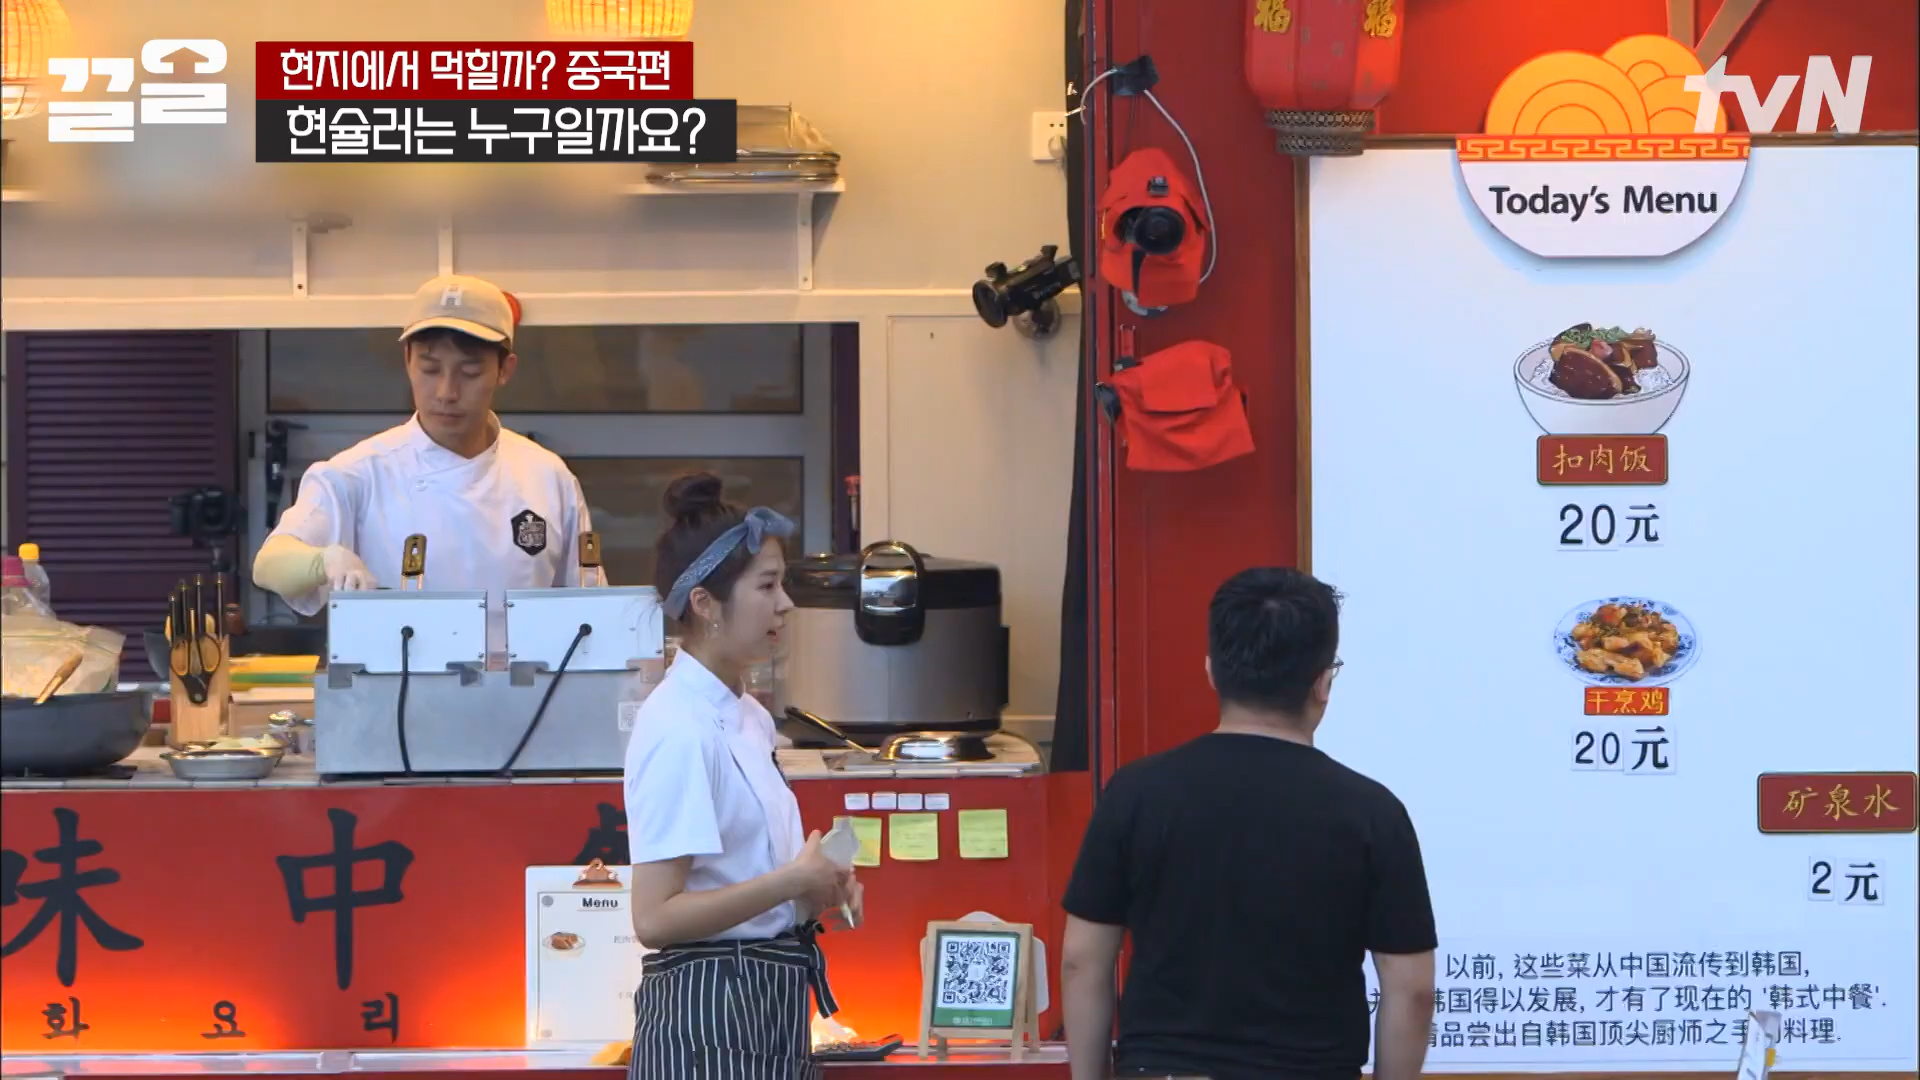 끌올
현지에서 먹힐까? 중국편
현슐러는 누구일까요?
tvN
福 福
Today's Menu
扣肉饭
20元
干烹鸡
20元
矿泉水
2元
以前, 这些菜从中国流传到韩国,
韩国得以发展, 才有了现在的 '韩式中餐'.
品尝出自韩国顶尖厨师之手 料理.
味 中
화 요 리
Menu